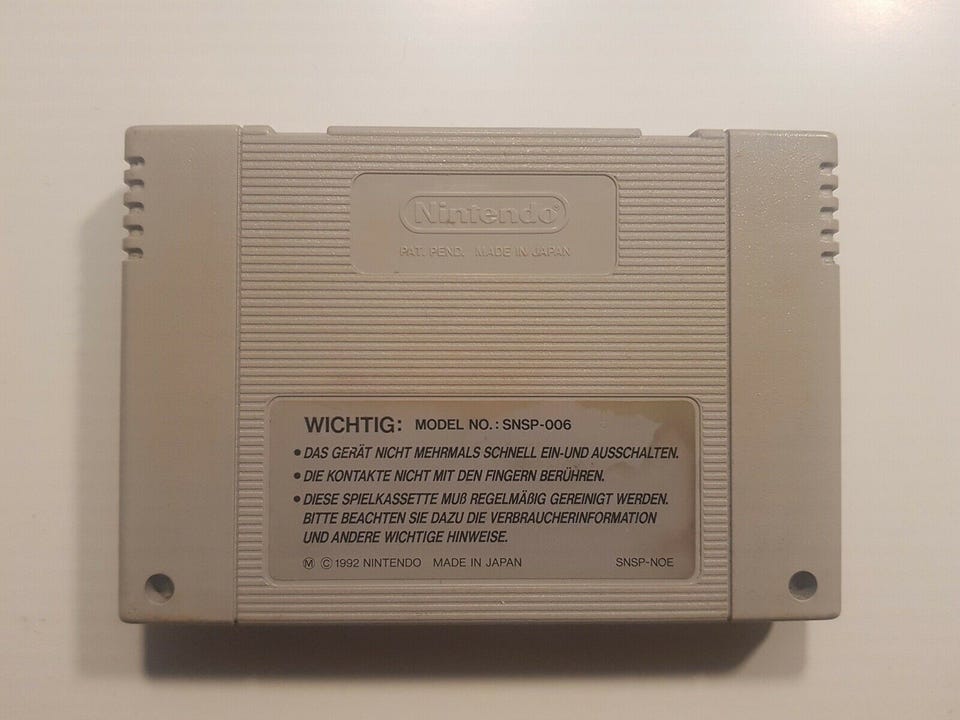 Nintendo®
PAT. PEND. MADE IN JAPAN
WICHTIG: MODEL NO.: SNSP-006
• DAS GERÄT NICHT MEHRMALS SCHNELL EIN-UND AUSSCHALTEN.
• DIE KONTAKTE NICHT MIT DEN FINGERN BERÜHREN.
• DIESE SPIELKASSETTE MUß REGELMÄßIG GEREINIGT WERDEN.
BITTE BEACHTEN SIE DAZU DIE VERBRAUCHERINFORMATION
UND ANDERE WICHTIGE HINWEISE.
Ⓜ © 1992 NINTENDO MADE IN JAPAN SNSP-NOE